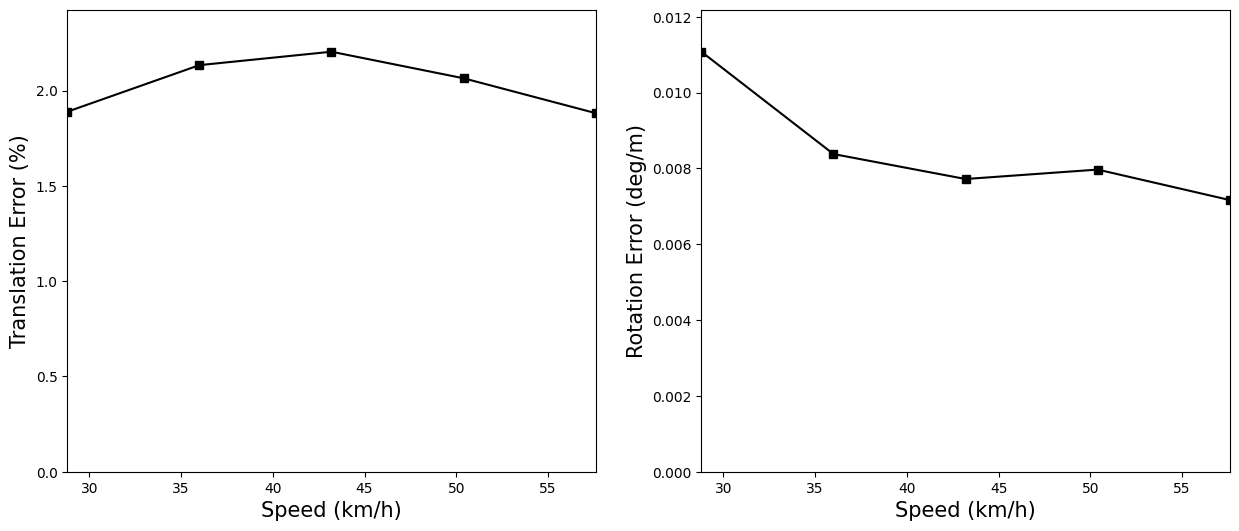 Translation Error (%)
2.0
1.5
1.0
0.5
0.0
30 35 40 45 50 55
Speed (km/h)
Rotation Error (deg/m)
0.012
0.010
0.008
0.006
0.004
0.002
0.000
30 35 40 45 50 55
Speed (km/h)